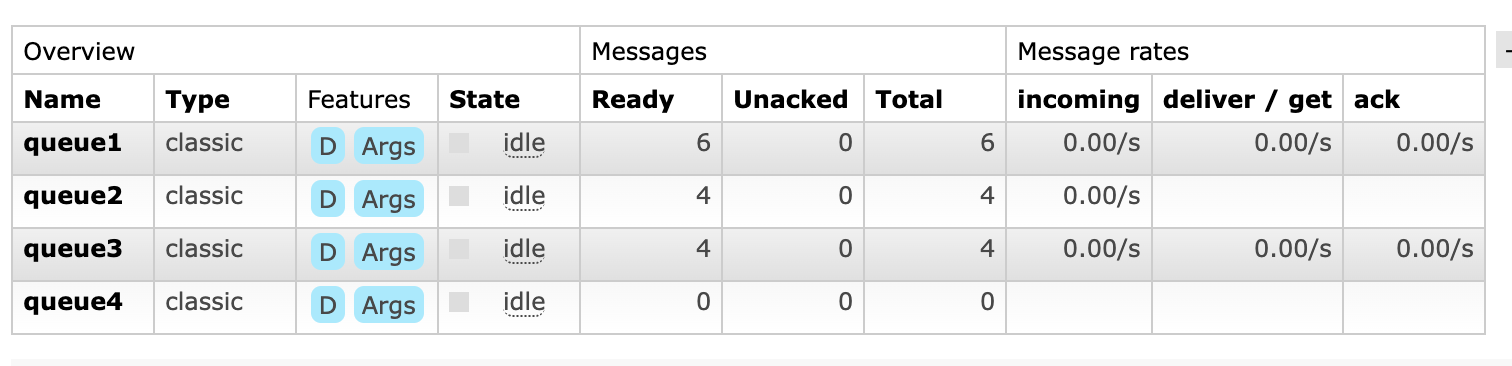 Overview Messages Message rates
Name Type Features State Ready Unacked Total incoming deliver / get ack
queue1 classic D Args idle 6 0 6 0.00/s 0.00/s 0.00/s
queue2 classic D Args idle 4 0 4 0.00/s
queue3 classic D Args idle 4 0 4 0.00/s 0.00/s 0.00/s
queue4 classic D Args idle 0 0 0